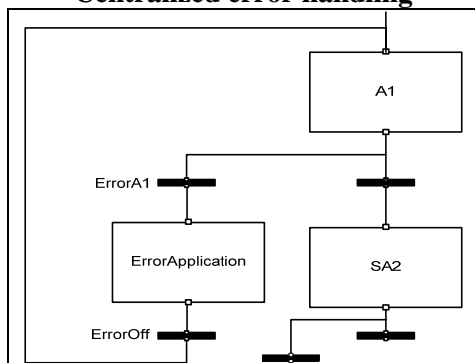 Centralized error handling
A1
ErrorA1
ErrorApplication
SA2
ErrorOff